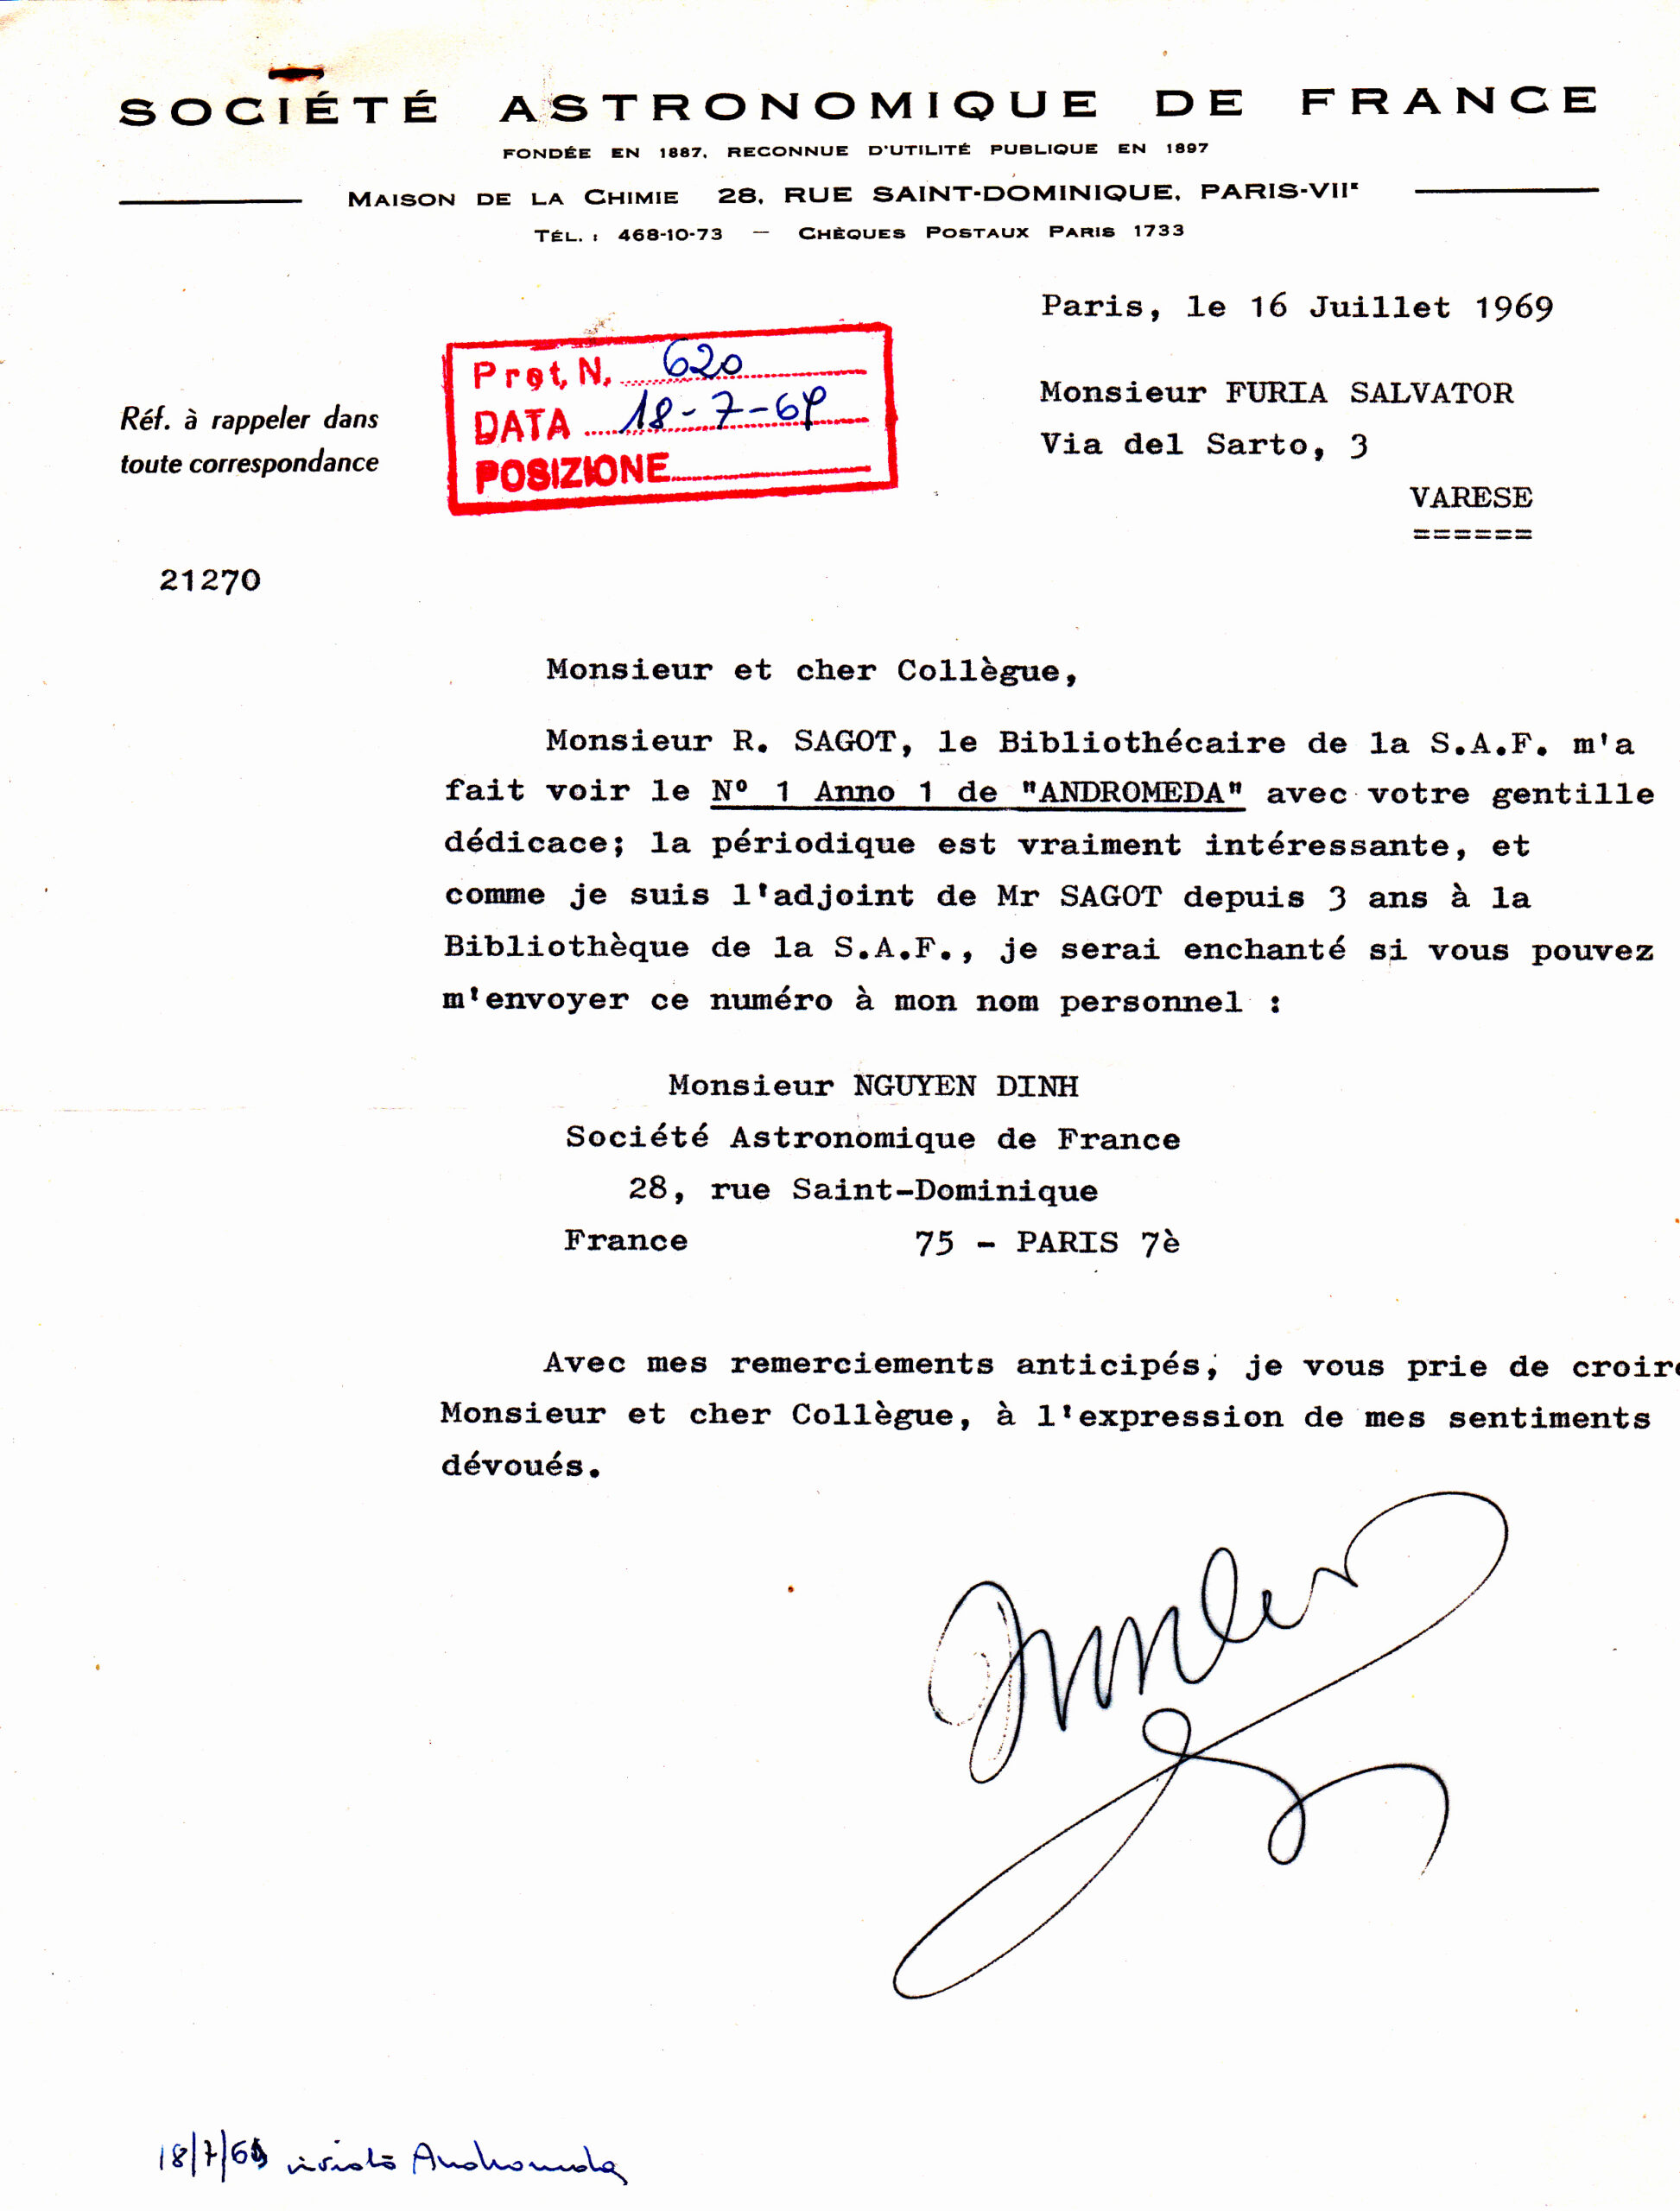 SOCIÉTÉ ASTRONOMIQUE DE FRANCE
FONDÉE EN 1887, RECONNUE D'UTILITÉ PUBLIQUE EN 1897
MAISON DE LA CHIMIE 28, RUE SAINT-DOMINIQUE, PARIS-VIIᵉ
TÉL. : 468-10-73 — CHÈQUES POSTAUX PARIS 1733
Paris, le 16 Juillet 1969
Prot. N. 620
DATA 18-7-69
POSIZIONE
Monsieur FURIA SALVATOR
Via del Sarto, 3
VARESE
======
Réf. à rappeler dans
toute correspondance
21270
Monsieur et cher Collègue,
Monsieur R. SAGOT, le Bibliothécaire de la S.A.F. m'a
fait voir le Nº 1 Anno 1 de "ANDROMEDA" avec votre gentille
dédicace; la périodique est vraiment intéressante, et
comme je suis l'adjoint de Mr SAGOT depuis 3 ans à la
Bibliothèque de la S.A.F., je serai enchanté si vous pouvez
m'envoyer ce numéro à mon nom personnel :
Monsieur NGUYEN DINH
Société Astronomique de France
28, rue Saint-Dominique
France 75 - PARIS 7è
Avec mes remerciements anticipés, je vous prie de croir
Monsieur et cher Collègue, à l'expression de mes sentiments
dévoués.
18/7/69 Andromeda